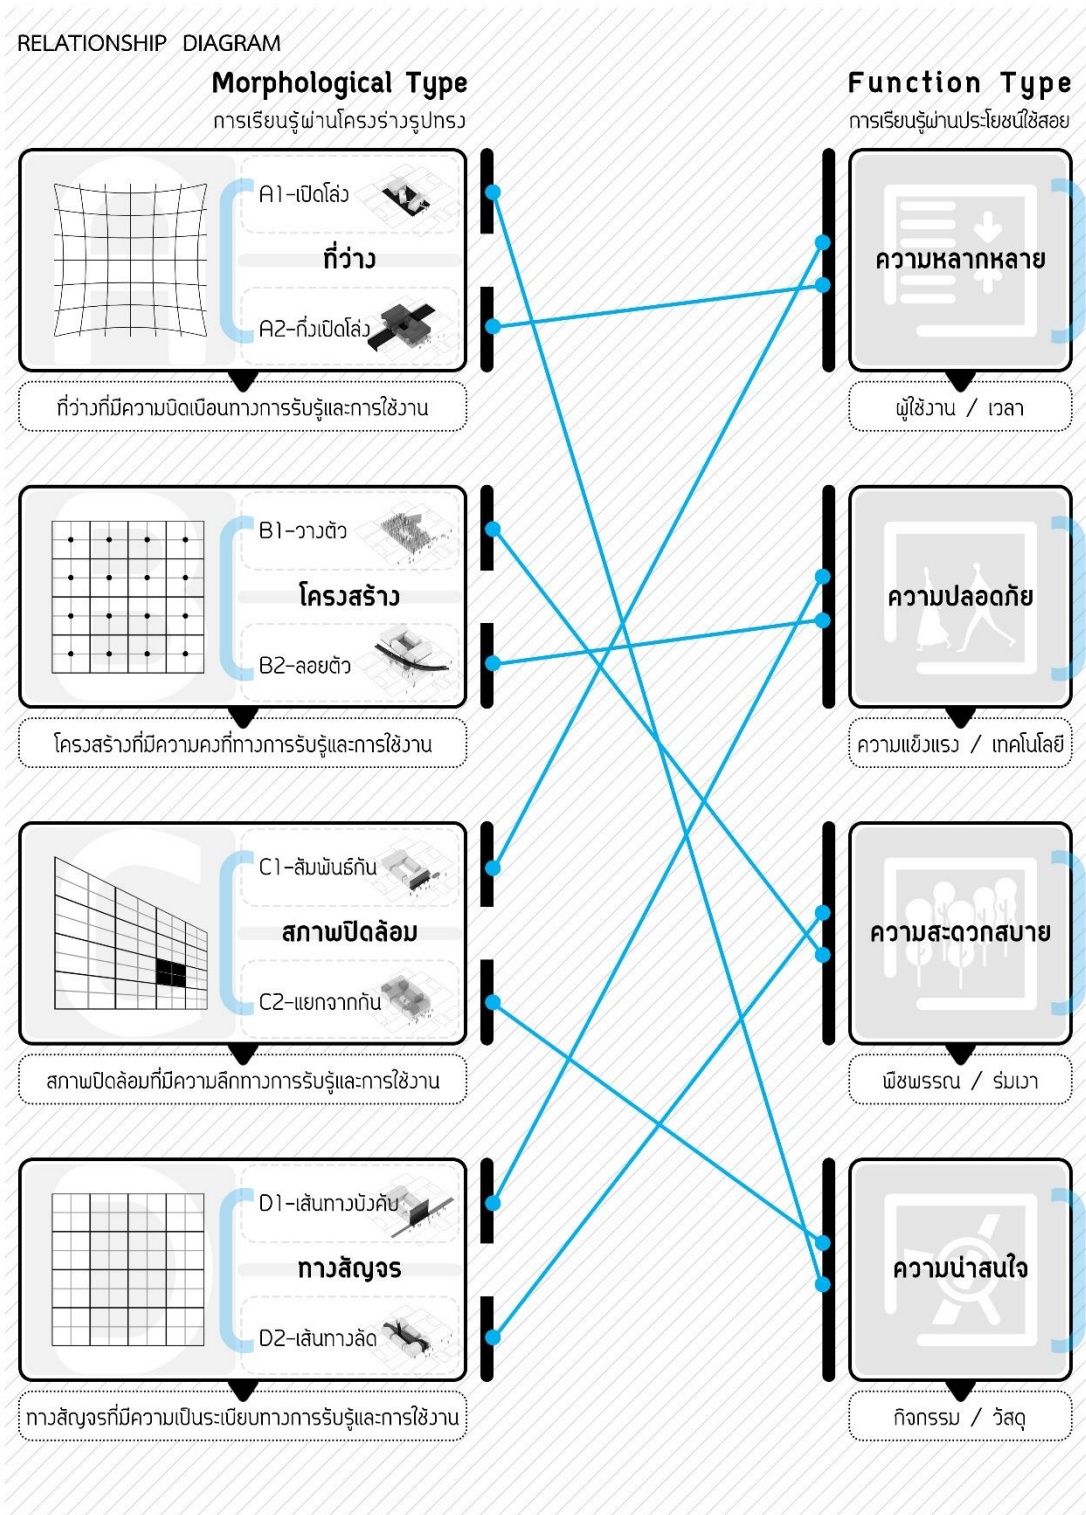 RELATIONSHIP DIAGRAM
Morphological Type
การเรียนรู้ผ่านโครงร่างรูปทรง
Function Type
การเรียนรู้ผ่านประโยชน์ใช้สอย
A1-เปิดโล่ง
ที่ว่าง
A2-กึ่งเปิดโล่ง
ที่ว่างที่มีความบิดเบือนทางการรับรู้และการใช้งาน
ความหลากหลาย
ผู้ใช้งาน / เวลา
B1-วางตัว
โครงสร้าง
B2-ลอยตัว
โครงสร้างที่มีความคงที่ทางการรับรู้และการใช้งาน
ความปลอดภัย
ความแข็งแรง / เทคโนโลยี
C1-สัมพันธ์กัน
สภาพปิดล้อม
C2-แยกจากกัน
สภาพปิดล้อมที่มีความลึกทางการรับรู้และการใช้งาน
ความสะดวกสบาย
พืชพรรณ / ร่มเงา
D1-เส้นทางบังคับ
ทางสัญจร
D2-เส้นทางลัด
ทางสัญจรที่มีความเป็นระเบียบทางการรับรู้และการใช้งาน
ความน่าสนใจ
กิจกรรม / วัสดุ